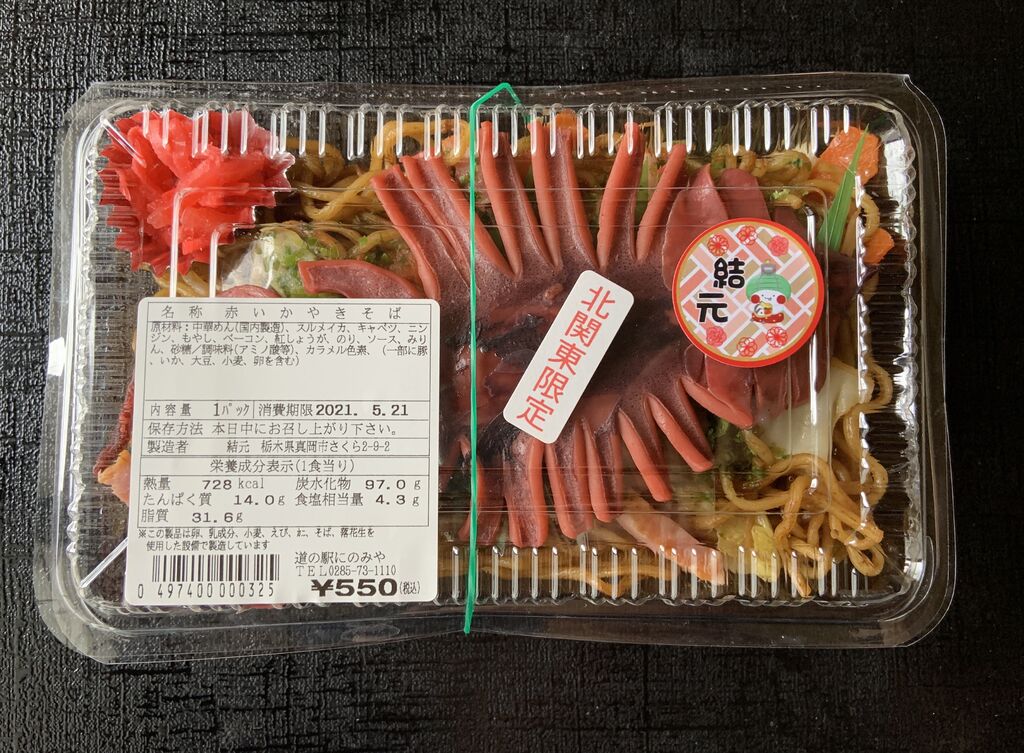 名称 赤いかやきそば
原材料：中華めん(国内製造)、スルメイカ、キャベツ、ニン
ジン、もやし、ベーコン、紅しょうが、のり、ソース、みり
ん、砂糖／調味料(アミノ酸等)、カラメル色素、（一部に豚
、いか、大豆、小麦、卵を含む）
内容量 1パック 消費期限 2021. 5.21
保存方法 本日中にお召し上がり下さい。
製造者 結元 栃木県真岡市さくら2-9-2
栄養成分表示(1食当り)
熱量 728 kcal 炭水化物 97.0g
たんぱく質 14.0g 食塩相当量 4.3g
脂質 31.6g
※この製品は卵、乳成分、小麦、えび、かに、そば、落花生を
使用した設備で製造しています
道の駅にのみや
TEL0285-73-1110
0 497400 000325
¥550(税込)
北関東限定
結元